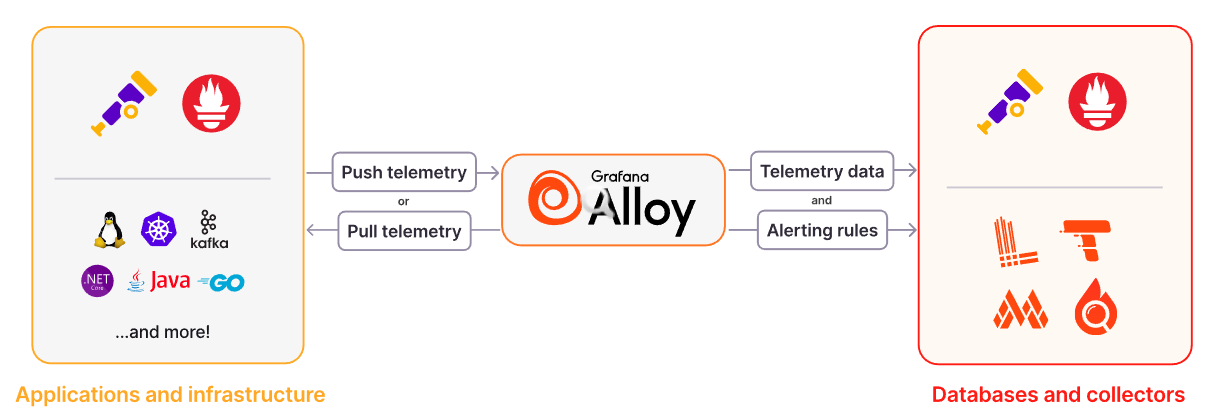 Push telemetry
or
Pull telemetry
Grafana
Alloy
Telemetry data
and
Alerting rules
kafka
.NET
Core
Java
GO
...and more!
Applications and infrastructure
Databases and collectors